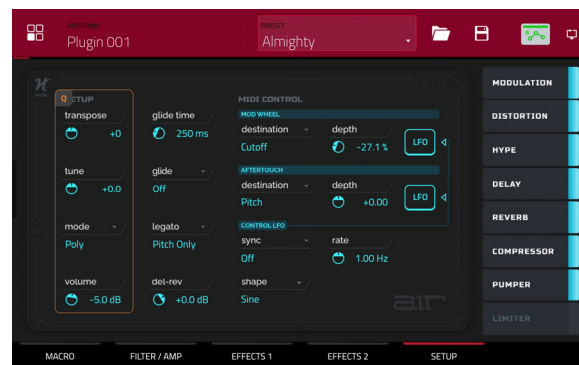 PROGRAM PRESET
Plugin 001 Almighty
Q SETUP MIDI CONTROL
transpose glide time MOD WHEEL
+0 250 ms destination depth
Cutoff -27.1 % LFO
tune glide AFTERTOUCH
+0.0 Off destination depth
Pitch +0.00 LFO
mode legato CONTROL LFO
Poly Pitch Only sync rate
Off 1.00 Hz
volume del-rev shape
-5.0 dB +0.0 dB Sine
air
MODULATION
DISTORTION
HYPE
DELAY
REVERB
COMPRESSOR
PUMPER
LIMITER
MACRO FILTER / AMP EFFECTS 1 EFFECTS 2 SETUP